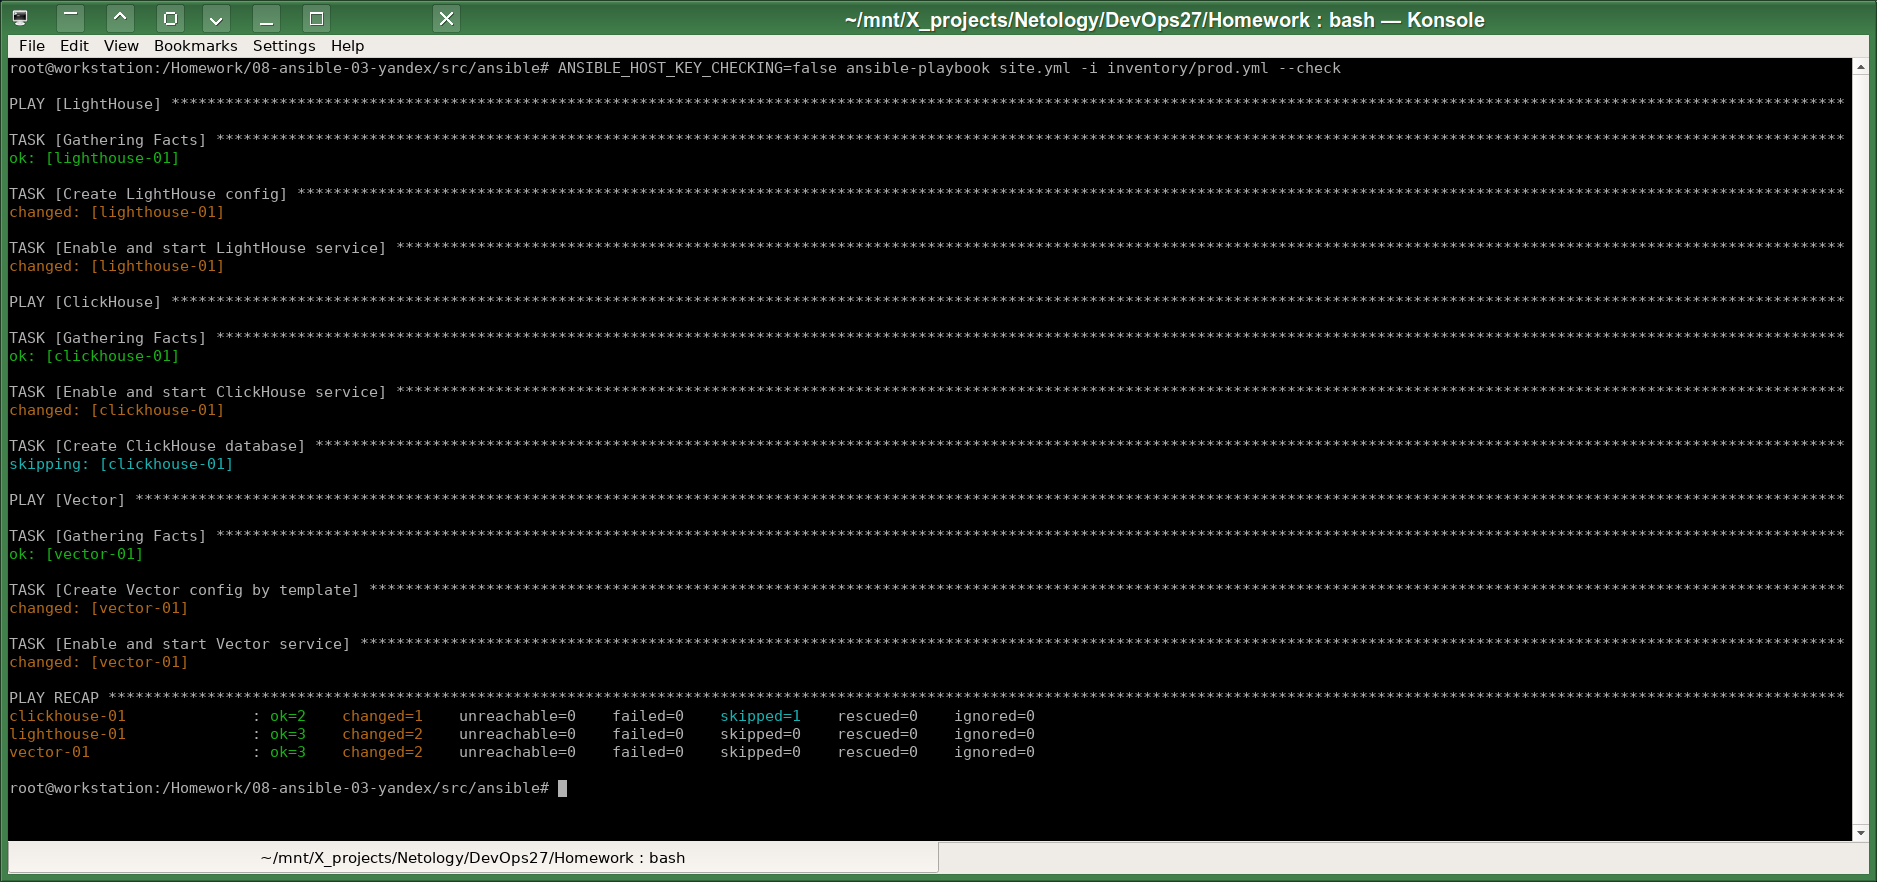 ~/mnt/X_projects/Netology/DevOps27/Homework : bash — Konsole
File Edit View Bookmarks Settings Help
root@workstation:/Homework/08-ansible-03-yandex/src/ansible# ANSIBLE_HOST_KEY_CHECKING=false ansible-playbook site.yml -i inventory/prod.yml --check
PLAY [LightHouse] ******************************************************************************************************************************************************************************************
TASK [Gathering Facts] *************************************************************************************************************************************************************************************
ok: [lighthouse-01]
TASK [Create LightHouse config] ****************************************************************************************************************************************************************************
changed: [lighthouse-01]
TASK [Enable and start LightHouse service] *****************************************************************************************************************************************************************
changed: [lighthouse-01]
PLAY [ClickHouse] ******************************************************************************************************************************************************************************************
TASK [Gathering Facts] *************************************************************************************************************************************************************************************
ok: [clickhouse-01]
TASK [Enable and start ClickHouse service] *****************************************************************************************************************************************************************
changed: [clickhouse-01]
TASK [Create ClickHouse database] **************************************************************************************************************************************************************************
skipping: [clickhouse-01]
PLAY [Vector] **********************************************************************************************************************************************************************************************
TASK [Gathering Facts] *************************************************************************************************************************************************************************************
ok: [vector-01]
TASK [Create Vector config by template] ********************************************************************************************************************************************************************
changed: [vector-01]
TASK [Enable and start Vector service] *********************************************************************************************************************************************************************
changed: [vector-01]
PLAY RECAP *************************************************************************************************************************************************************************************************
clickhouse-01              : ok=2    changed=1    unreachable=0    failed=0    skipped=1    rescued=0    ignored=0
lighthouse-01              : ok=3    changed=2    unreachable=0    failed=0    skipped=0    rescued=0    ignored=0
vector-01                  : ok=3    changed=2    unreachable=0    failed=0    skipped=0    rescued=0    ignored=0
root@workstation:/Homework/08-ansible-03-yandex/src/ansible#
~/mnt/X_projects/Netology/DevOps27/Homework : bash